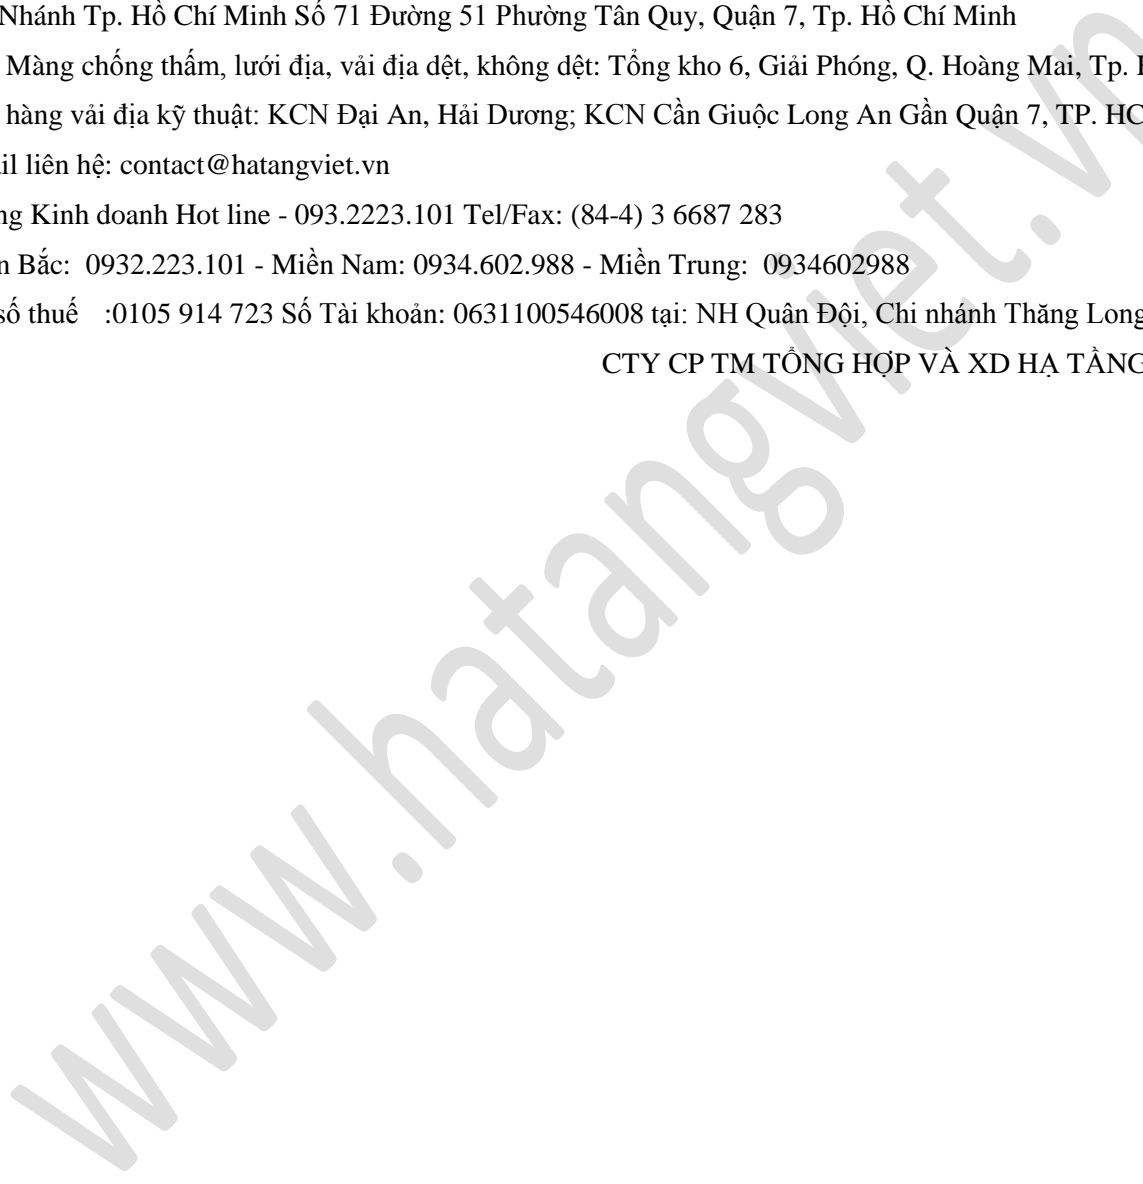 Nhánh Tp. Hồ Chí Minh Số 71 Đường 51 Phường Tân Quy, Quận 7, Tp. Hồ Chí Minh
Màng chống thấm, lưới địa, vải địa dệt, không dệt: Tổng kho 6, Giải Phóng, Q. Hoàng Mai, Tp.
hàng vải địa kỹ thuật: KCN Đại An, Hải Dương; KCN Cần Giuộc Long An Gần Quận 7, TP. HC
il liên hệ: contact@hatangviet.vn
ng Kinh doanh Hot line - 093.2223.101 Tel/Fax: (84-4) 3 6687 283
n Bắc: 0932.223.101 - Miền Nam: 0934.602.988 - Miền Trung: 0934602988
số thuế :0105 914 723 Số Tài khoản: 0631100546008 tại: NH Quân Đội, Chi nhánh Thăng Long
CTY CP TM TỔNG HỢP VÀ XD HẠ TẦNG
www.hatangviet.vn